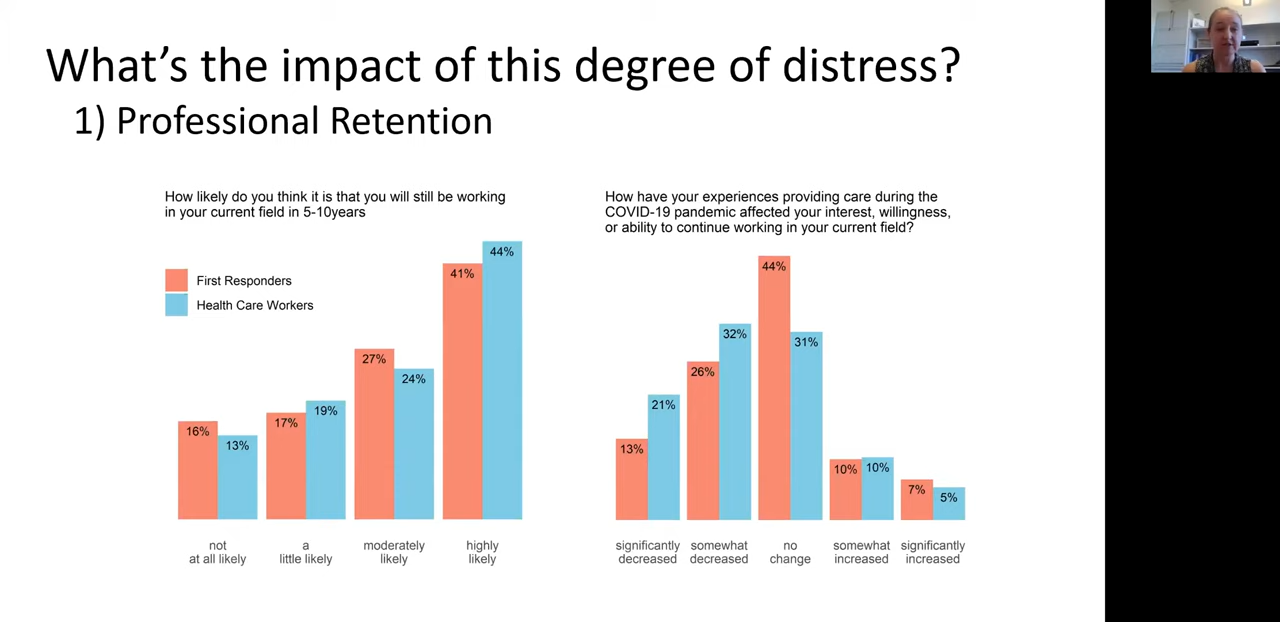 What's the impact of this degree of distress?
1) Professional Retention
How likely do you think it is that you will still be working
in your current field in 5-10years
First Responders
Health Care Workers
16%
13%
17%
19%
27%
24%
41%
44%
not
at all likely
a
little likely
moderately
likely
highly
likely
How have your experiences providing care during the
COVID-19 pandemic affected your interest, willingness,
or ability to continue working in your current field?
13%
21%
26%
32%
44%
31%
10%
10%
7%
5%
significantly
decreased
somewhat
decreased
no
change
somewhat
increased
significantly
increased